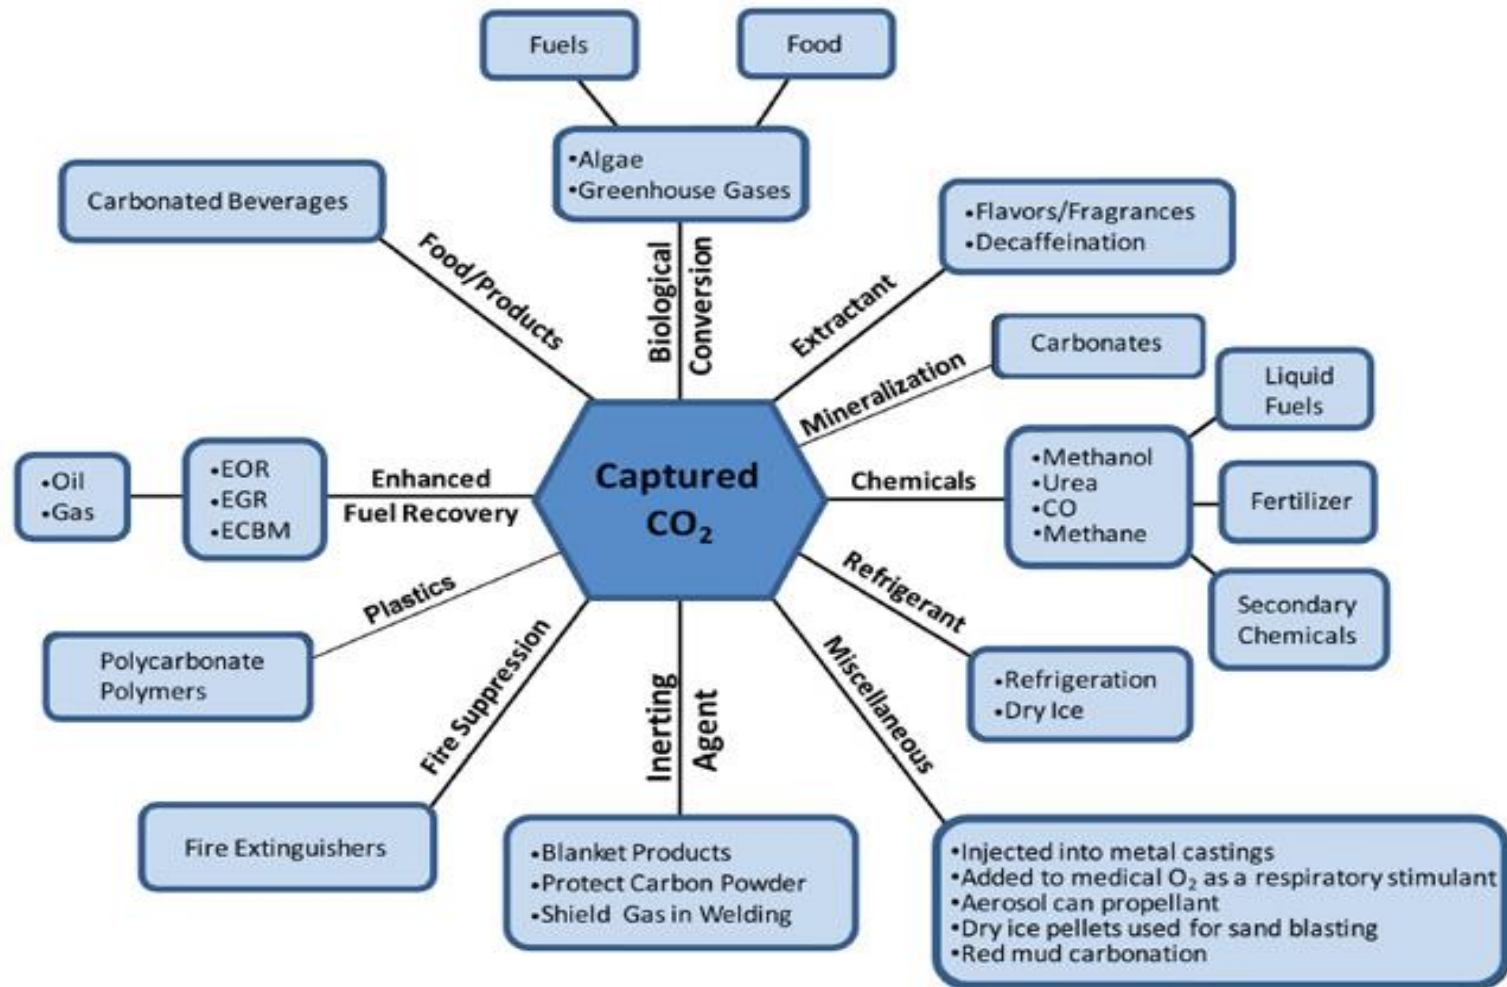 Fuels
Food
•Algae
•Greenhouse Gases
Carbonated Beverages
•Flavors/Fragrances
•Decaffeination
Food/Products
Biological
Conversion
Extractant
Mineralization
Carbonates
Liquid
Fuels
•Oil
•Gas
•EOR
•EGR
•ECBM
Enhanced
Fuel Recovery
Captured
CO₂
Chemicals
•Methanol
•Urea
•CO
•Methane
Fertilizer
Secondary
Chemicals
Plastics
Polycarbonate
Polymers
Refrigerant
•Refrigeration
•Dry Ice
Fire Suppression
Inerting
Agent
Miscellaneous
Fire Extinguishers
•Blanket Products
•Protect Carbon Powder
•Shield Gas in Welding
•Injected into metal castings
•Added to medical O₂ as a respiratory stimulant
•Aerosol can propellant
•Dry ice pellets used for sand blasting
•Red mud carbonation